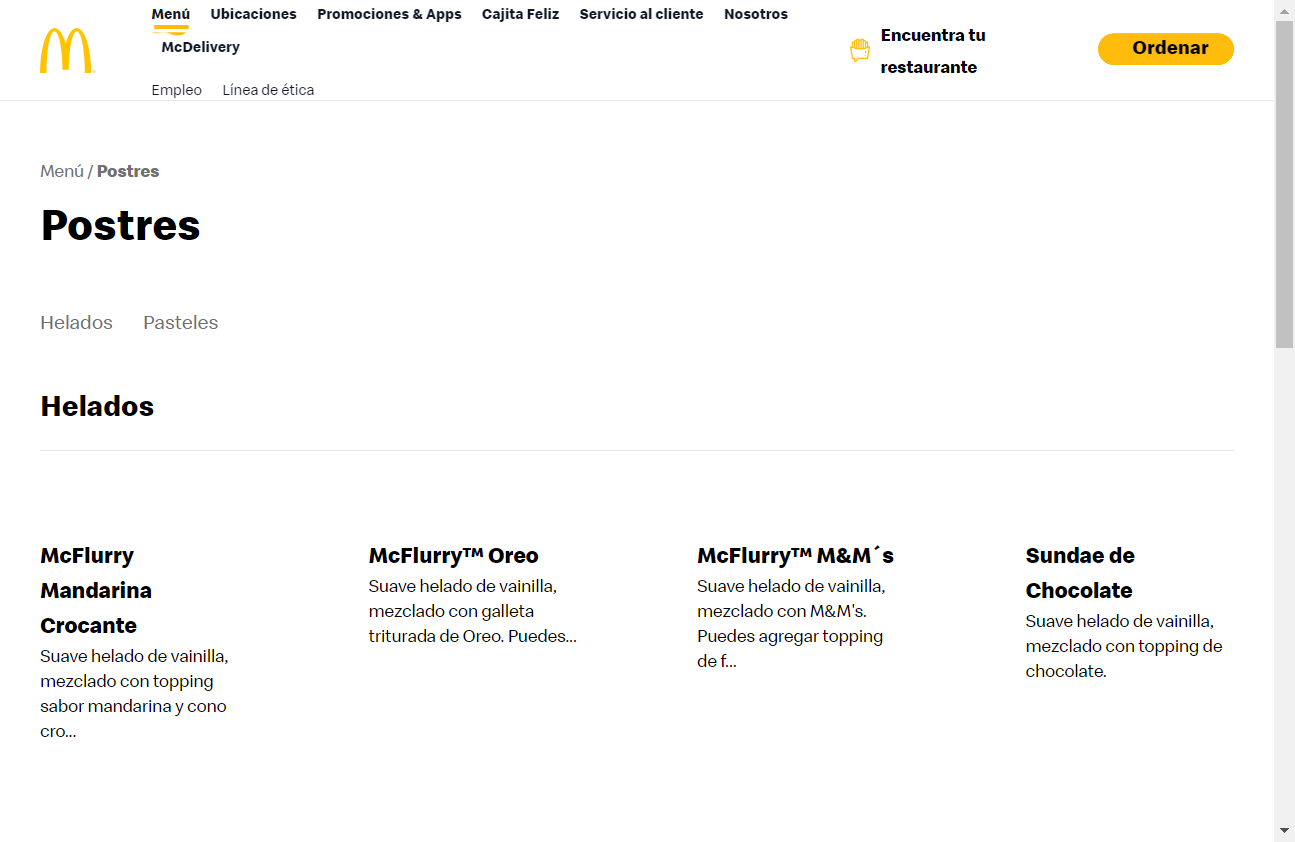 Menú Ubicaciones Promociones & Apps Cajita Feliz Servicio al cliente Nosotros
McDelivery
Empleo Línea de ética
Encuentra tu
restaurante
Ordenar
Menú / Postres
Postres
Helados Pasteles
Helados
McFlurry
Mandarina
Crocante
Suave helado de vainilla,
mezclado con topping
sabor mandarina y cono
cro...
McFlurry™ Oreo
Suave helado de vainilla,
mezclado con galleta
triturada de Oreo. Puedes...
McFlurry™ M&M´s
Suave helado de vainilla,
mezclado con M&M's.
Puedes agregar topping
de f...
Sundae de
Chocolate
Suave helado de vainilla,
mezclado con topping de
chocolate.